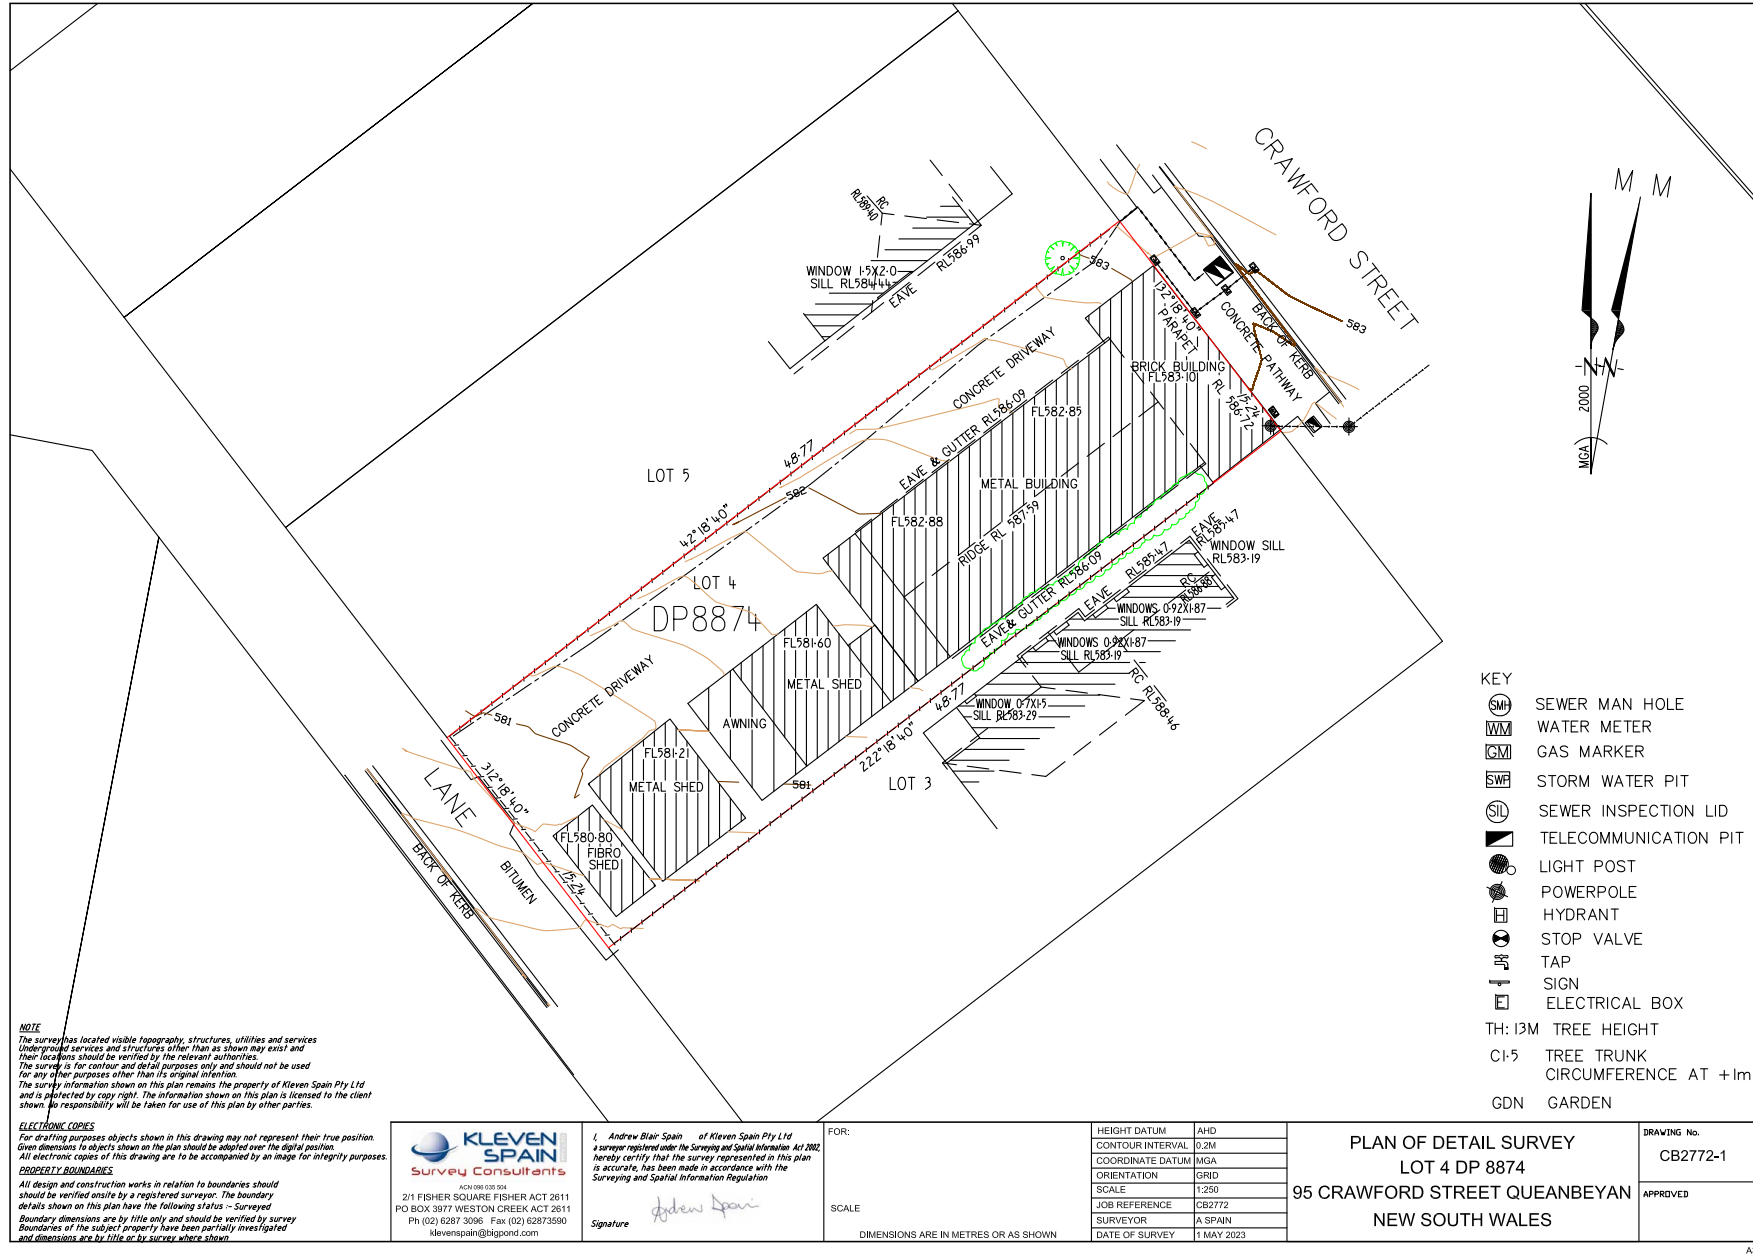 CRAWFORD STREET
M M
RC
RL589·40
WINDOW 1·5X2·0
SILL RL584·44
EAVE
RL586·99
583
132°18'40"
PARAPET
RL 586·72
15·24
CONCRETE PATHWAY
BACK OF KERB
583
BRICK BUILDING
FL583·10
CONCRETE DRIVEWAY
EAVE & GUTTER RL586·09
FL582·85
METAL BUILDING
RIDGE RL 587·59
FL582·88
48·77
42°18'40"
582
LOT 5
LOT 4
DP8874
EAVE& GUTTER RL586·09
EAVE
RL585·47
EAVE
RL585·47
WINDOW SILL
RL583·19
RC
RL586·88
WINDOWS 0·92X1·87
SILL RL583·19
WINDOWS 0·92X1·87
SILL RL583·19
RC RL588·46
WINDOW 0·7X1·5
SILL RL583·29
48·77
222°18'40"
LOT 3
FL581·60
METAL SHED
AWNING
581
CONCRETE DRIVEWAY
581
FL581·21
METAL SHED
FL580·80
FIBRO
SHED
312°18'40"
15·24
LANE
BITUMEN
BACK OF KERB
N N
MGA 2000
KEY
SMH SEWER MAN HOLE
WM WATER METER
GM GAS MARKER
SWP STORM WATER PIT
SIL SEWER INSPECTION LID
TELECOMMUNICATION PIT
LIGHT POST
POWERPOLE
H HYDRANT
STOP VALVE
TAP
SIGN
E ELECTRICAL BOX
TH: 13M TREE HEIGHT
C1·5 TREE TRUNK
CIRCUMFERENCE AT +1m
GDN GARDEN
NOTE
The survey has located visible topography, structures, utilities and services
Underground services and structures other than as shown may exist and
their locations should be verified by the relevant authorities.
The survey is for contour and detail purposes only and should not be used
for any other purposes other than its original intention.
The survey information shown on this plan remains the property of Kleven Spain Pty Ltd
and is protected by copy right. The information shown on this plan is licensed to the client
shown. No responsibility will be taken for use of this plan by other parties.
ELECTRONIC COPIES
For drafting purposes objects shown in this drawing may not represent their true position.
Given dimensions to objects shown on the plan should be adopted over the digital position.
All electronic copies of this drawing are to be accompanied by an image for integrity purposes.
PROPERTY BOUNDARIES
All design and construction works in relation to boundaries should
should be verified onsite by a registered surveyor. The boundary
details shown on this plan have the following status :- Surveyed
Boundary dimensions are by title only and should be verified by survey
Boundaries of the subject property have been partially investigated
and dimensions are by title or by survey where shown
KLEVEN
SPAIN
Survey Consultants
ACN 096 035 504
2/1 FISHER SQUARE FISHER ACT 2611
PO BOX 3977 WESTON CREEK ACT 2611
Ph (02) 6287 3096 Fax (02) 62873590
klevenspain@bigpond.com
I, Andrew Blair Spain of Kleven Spain Pty Ltd
a surveyor registered under the Surveying and Spatial Information Act 2002,
hereby certify that the survey represented in this plan
is accurate, has been made in accordance with the
Surveying and Spatial Information Regulation
Andrew Spain
Signature
FOR:
SCALE
DIMENSIONS ARE IN METRES OR AS SHOWN
HEIGHT DATUM AHD
CONTOUR INTERVAL 0.2M
COORDINATE DATUM MGA
ORIENTATION GRID
SCALE 1:250
JOB REFERENCE CB2772
SURVEYOR A SPAIN
DATE OF SURVEY 1 MAY 2023
PLAN OF DETAIL SURVEY
LOT 4 DP 8874
95 CRAWFORD STREET QUEANBEYAN
NEW SOUTH WALES
DRAWING No.
CB2772-1
APPROVED